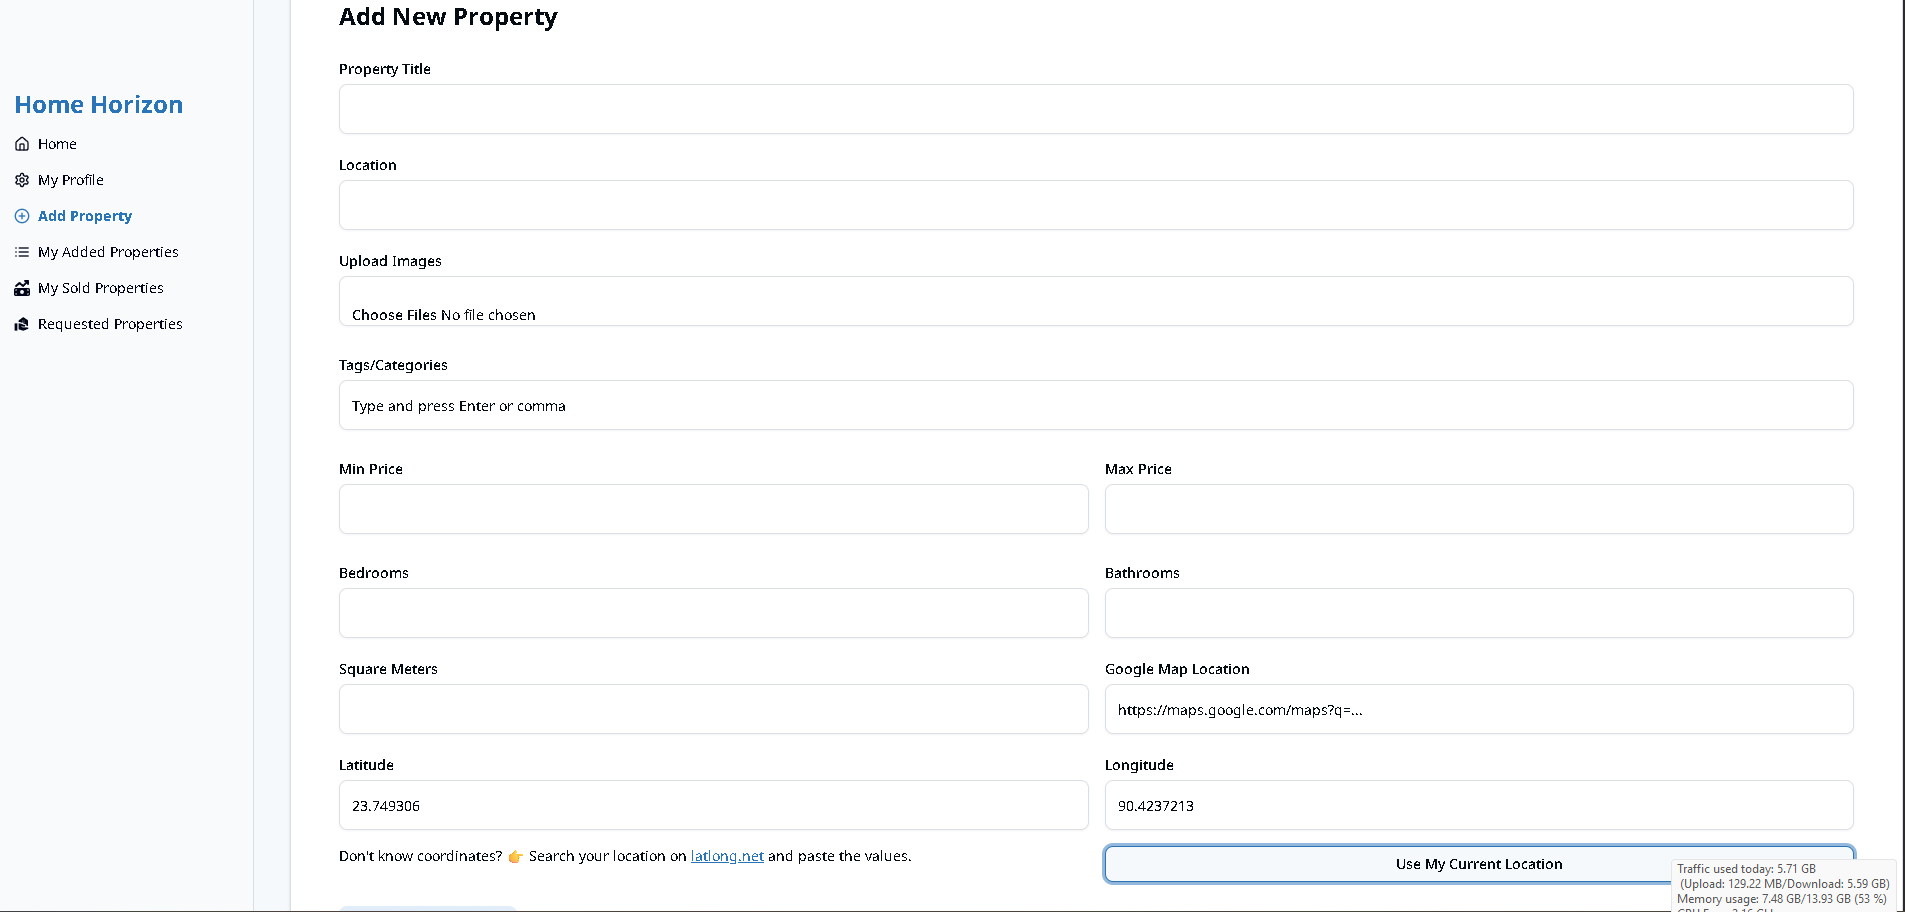 Add New Property
Property Title
Home Horizon
Home
My Profile
Add Property
My Added Properties
My Sold Properties
Requested Properties
Location
Upload Images
Choose Files No file chosen
Tags/Categories
Type and press Enter or comma
Min Price
Max Price
Bedrooms
Bathrooms
Square Meters
Google Map Location
https://maps.google.com/maps?q=...
Latitude
Longitude
23.749306
90.4237213
Don't know coordinates? 👉 Search your location on latlong.net and paste the values.
Use My Current Location
Traffic used today: 5.71 GB
(Upload: 129.22 MB/Download: 5.59 GB)
Memory usage: 7.48 GB/13.93 GB (53 %)